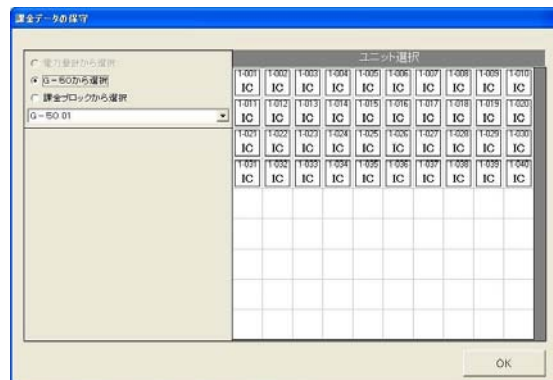 課金データの保守
電力量計から選択
G－50から選択
課金ブロックから選択
G－50 01
ユニット選択
1-001 1-002 1-003 1-004 1-005 1-006 1-007 1-008 1-009 1-010
IC IC IC IC IC IC IC IC IC IC
1-011 1-012 1-013 1-014 1-015 1-016 1-017 1-018 1-019 1-020
IC IC IC IC IC IC IC IC IC IC
1-021 1-022 1-023 1-024 1-025 1-026 1-027 1-028 1-029 1-030
IC IC IC IC IC IC IC IC IC IC
1-031 1-032 1-033 1-034 1-035 1-036 1-037 1-038 1-039 1-040
IC IC IC IC IC IC IC IC IC IC
OK